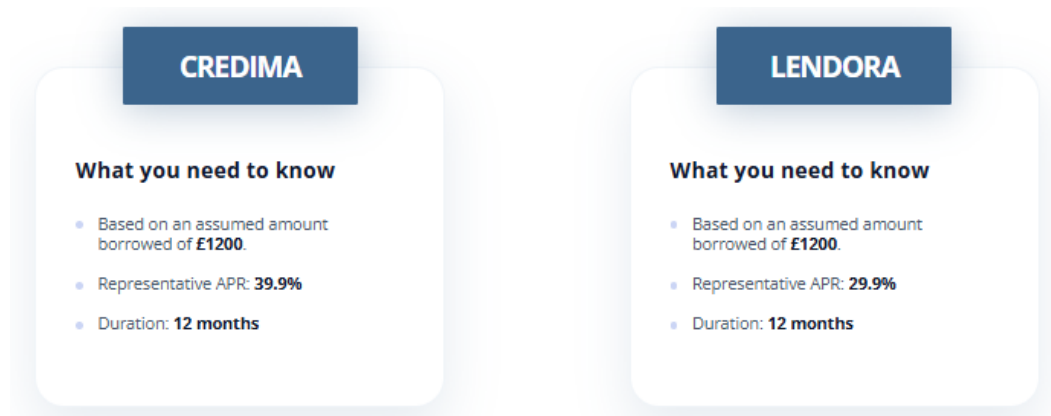 CREDIMA
What you need to know
Based on an assumed amount
borrowed of £1200.
Representative APR: 39.9%
Duration: 12 months
LENDORA
What you need to know
Based on an assumed amount
borrowed of £1200.
Representative APR: 29.9%
Duration: 12 months